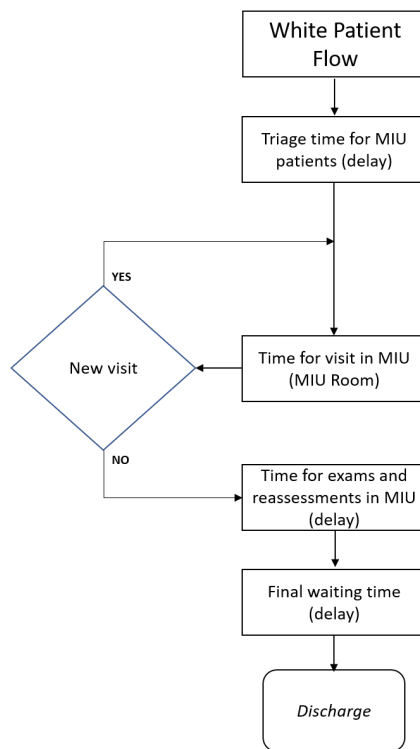 White Patient
Flow
Triage time for MIU
patients (delay)
YES
New visit
Time for visit in MIU
(MIU Room)
NO
Time for exams and
reassessments in MIU
(delay)
Final waiting time
(delay)
Discharge